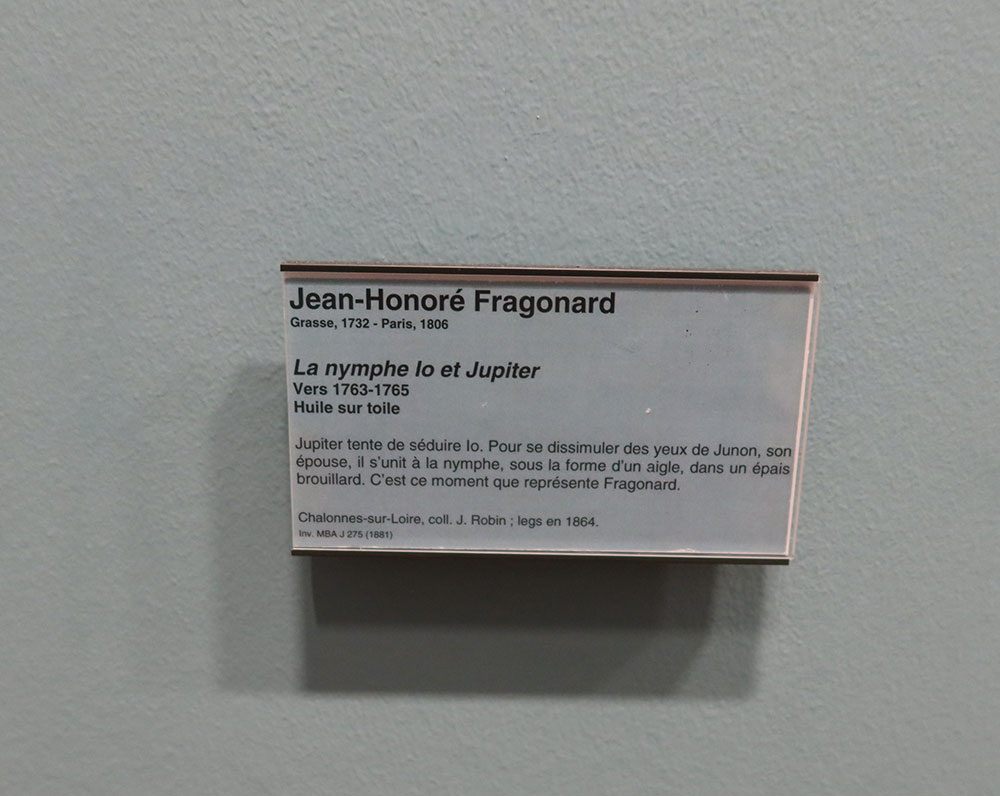 Jean-Honoré Fragonard
Grasse, 1732 - Paris, 1806
La nymphe Io et Jupiter
Vers 1763-1765
Huile sur toile
Jupiter tente de séduire Io. Pour se dissimuler des yeux de Junon, son
épouse, il s'unit à la nymphe, sous la forme d'un aigle, dans un épais
brouillard. C'est ce moment que représente Fragonard.
Chalonnes-sur-Loire, coll. J. Robin ; legs en 1864.
Inv. MBA J 275 (1881)